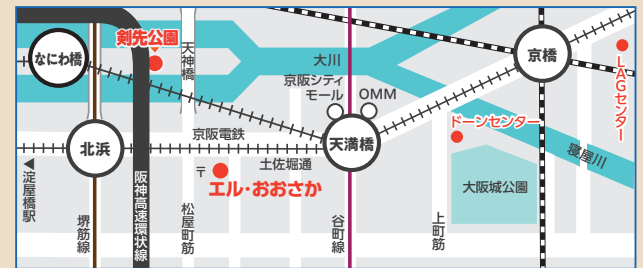 なにわ橋
剣先公園
天神橋
大川
京阪シティ
モール
OMM
京橋
LAGセンター
ドーンセンター
寝屋川
京阪電鉄
天満橋
北浜
〒
土佐堀通
エル・おおさか
大阪城公園
◀淀屋橋駅
堺筋線
阪神高速環状線
松屋町筋
谷町線
上町筋